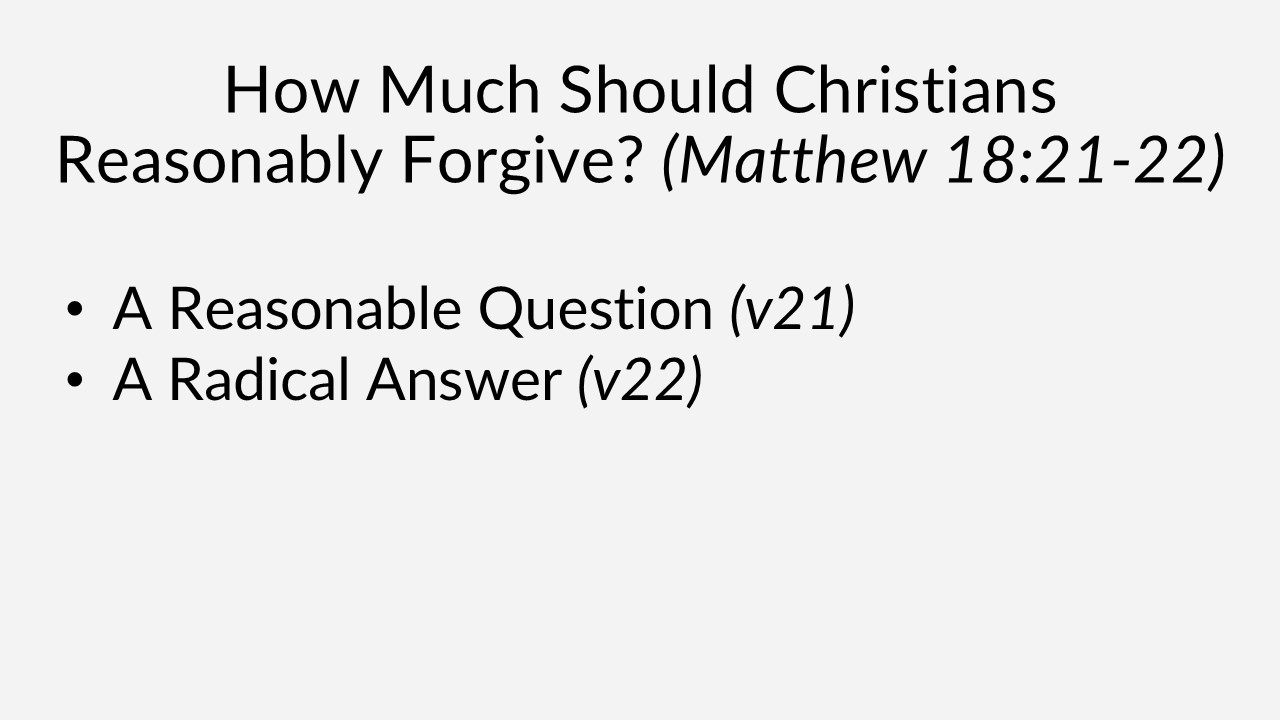 How Much Should Christians
Reasonably Forgive? (Matthew 18:21-22)
• A Reasonable Question (v21)
• A Radical Answer (v22)